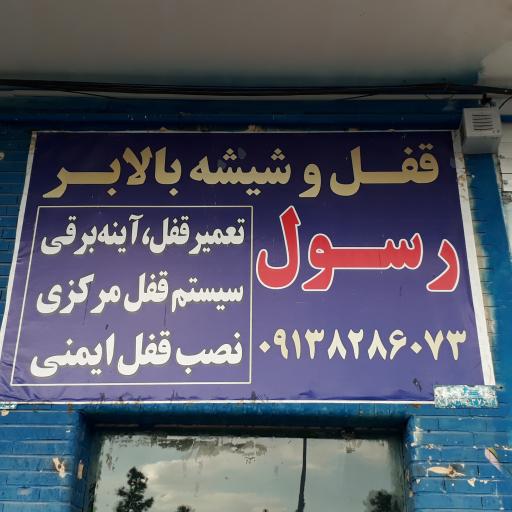 قفل و شیشه بالابر
رسول
۰۹۱۳۸۲۸۶۰۷۳
تعمیر قفل، آینه برقی
سیستم قفل مرکزی
نصب قفل ایمنی